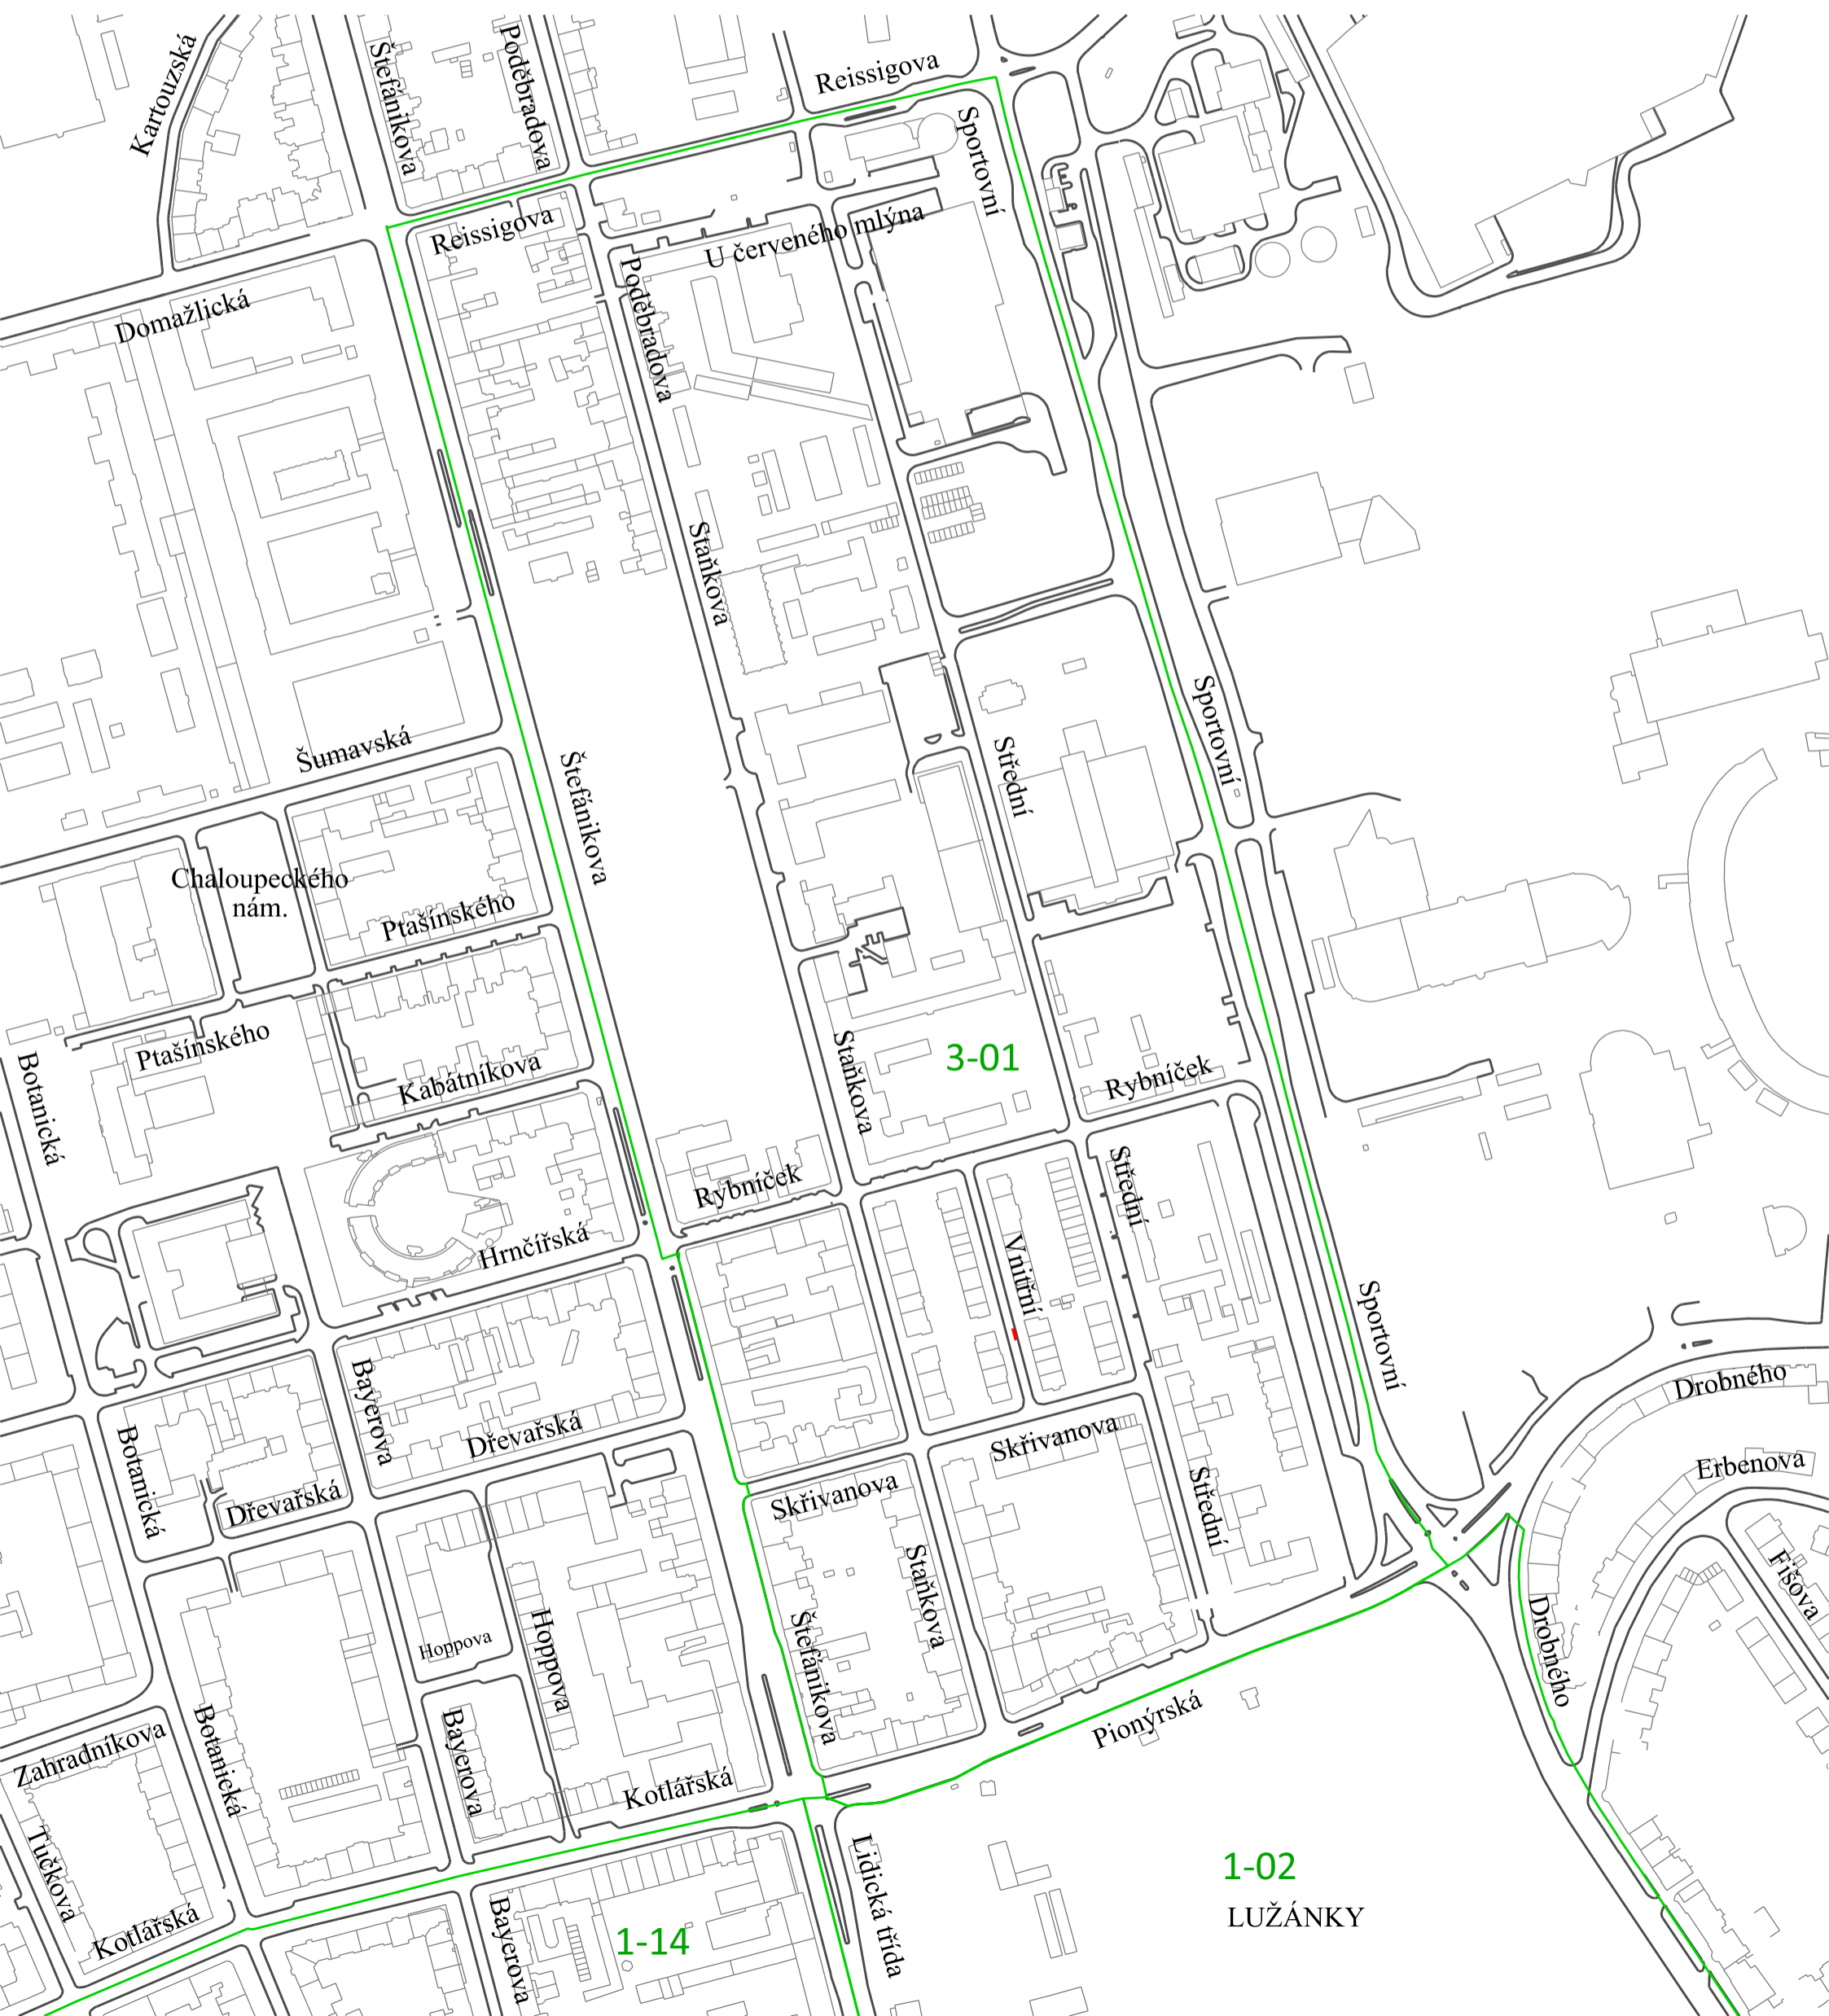 Kartouzská
Štefánikova
Poděbradova
Reissigova
Sportovní
Reissigova
U červeného mlýna
Poděbradova
Domažlická
Staňkova
Šumavská
Štefánikova
Střední
Sportovní
Chaloupeckého
nám.
Ptašínského
Ptašínského
Botanická
Kabátníkova
Staňkova
3-01
Rybníček
Rybníček
Střední
Hrnčířská
Vnitřní
Sportovní
Drobného
Bayerova
Dřevařská
Skřivanova
Erbenova
Botanická
Dřevařská
Skřivanova
Střední
Staňkova
Fišova
Hoppova
Hoppova
Štefánikova
Drobného
Pionýrská
Zahradníkova
Botanická
Bayerova
Kotlářská
Tučkova
Kotlářská
Lidická třída
1-02
LUŽÁNKY
Bayerova
1-14